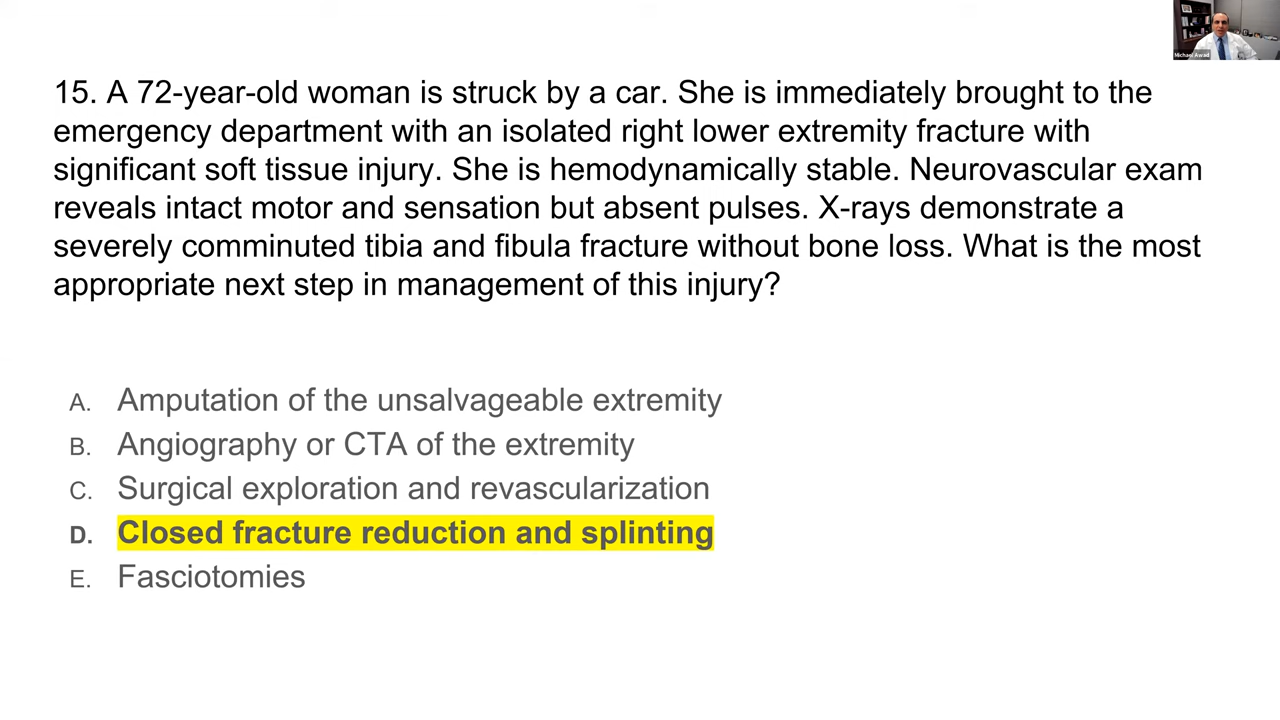 Michael Awad
15. A 72-year-old woman is struck by a car. She is immediately brought to the
emergency department with an isolated right lower extremity fracture with
significant soft tissue injury. She is hemodynamically stable. Neurovascular exam
reveals intact motor and sensation but absent pulses. X-rays demonstrate a
severely comminuted tibia and fibula fracture without bone loss. What is the most
appropriate next step in management of this injury?
A. Amputation of the unsalvageable extremity
B. Angiography or CTA of the extremity
C. Surgical exploration and revascularization
D. Closed fracture reduction and splinting
E. Fasciotomies